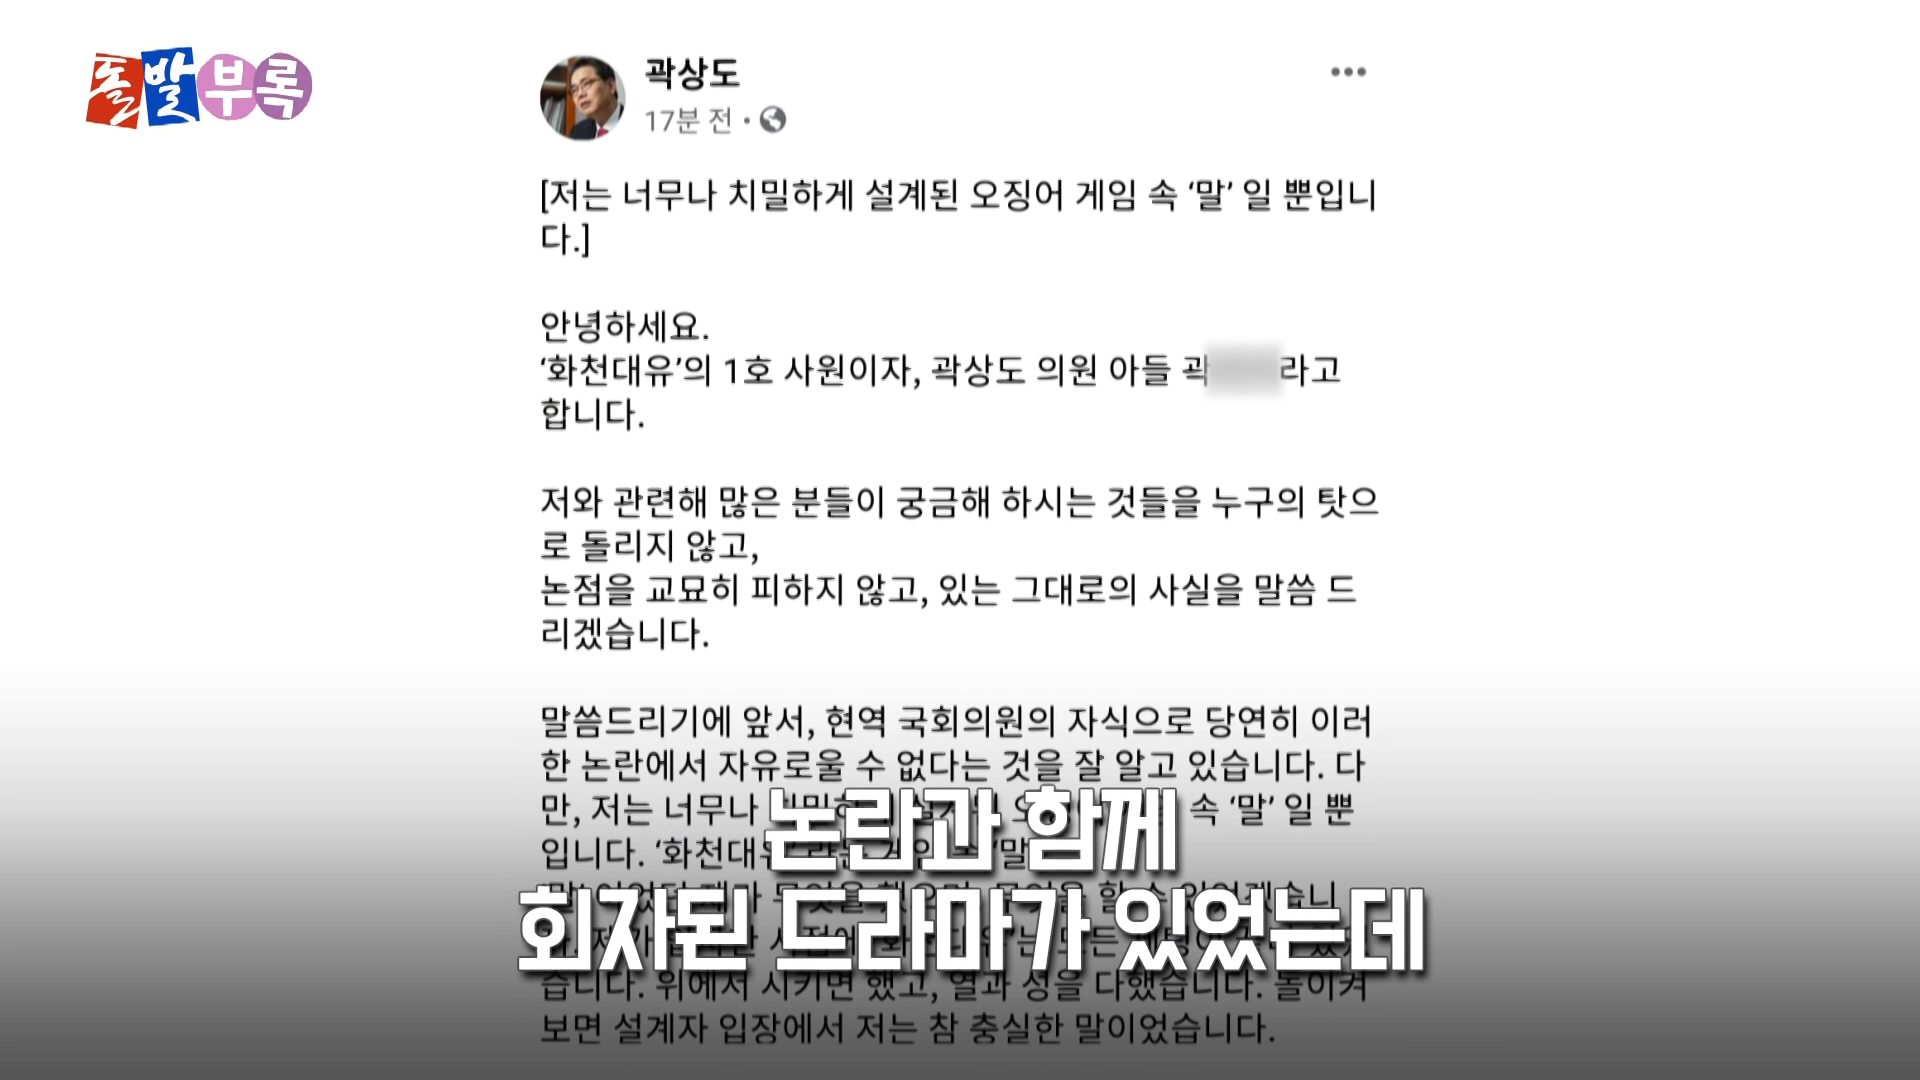 돌발부록
곽상도
17분 전
[저는 너무나 치밀하게 설계된 오징어 게임 속 ‘말’ 일 뿐입니
다.]
안녕하세요.
‘화천대유’의 1호 사원이자, 곽상도 의원 아들 곽 라고
합니다.
저와 관련해 많은 분들이 궁금해 하시는 것들을 누구의 탓으
로 돌리지 않고,
논점을 교묘히 피하지 않고, 있는 그대로의 사실을 말씀 드
리겠습니다.
말씀드리기에 앞서, 현역 국회의원의 자식으로 당연히 이러
한 논란에서 자유로울 수 없다는 것을 잘 알고 있습니다. 다
만, 저는 너무나 속 ‘말’ 일 뿐
입니다.
습니다. 위에서 시키면 했고, 열과 성을 다했습니다. 돌이켜
보면 설계자 입장에서 저는 참 충실한 말이었습니다.
논란과 함께
회자된 드라마가 있었는데